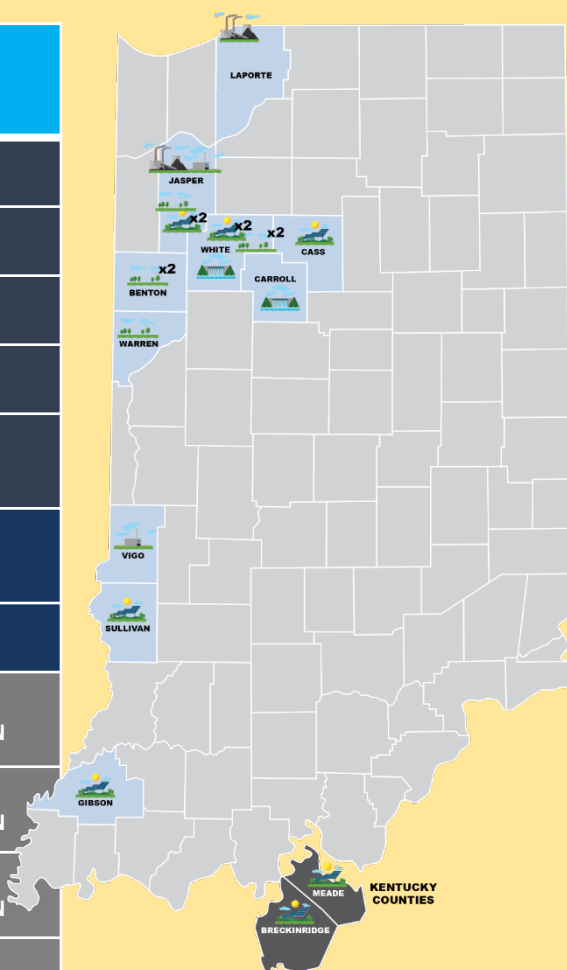 LAPORTE
JASPER
x2
x2
x2
WHITE
CASS
x2
CARROLL
BENTON
WARREN
VIGO
SULLIVAN
GIBSON
MEADE
KENTUCKY
COUNTIES
BRECKINRIDGE
N
N
N